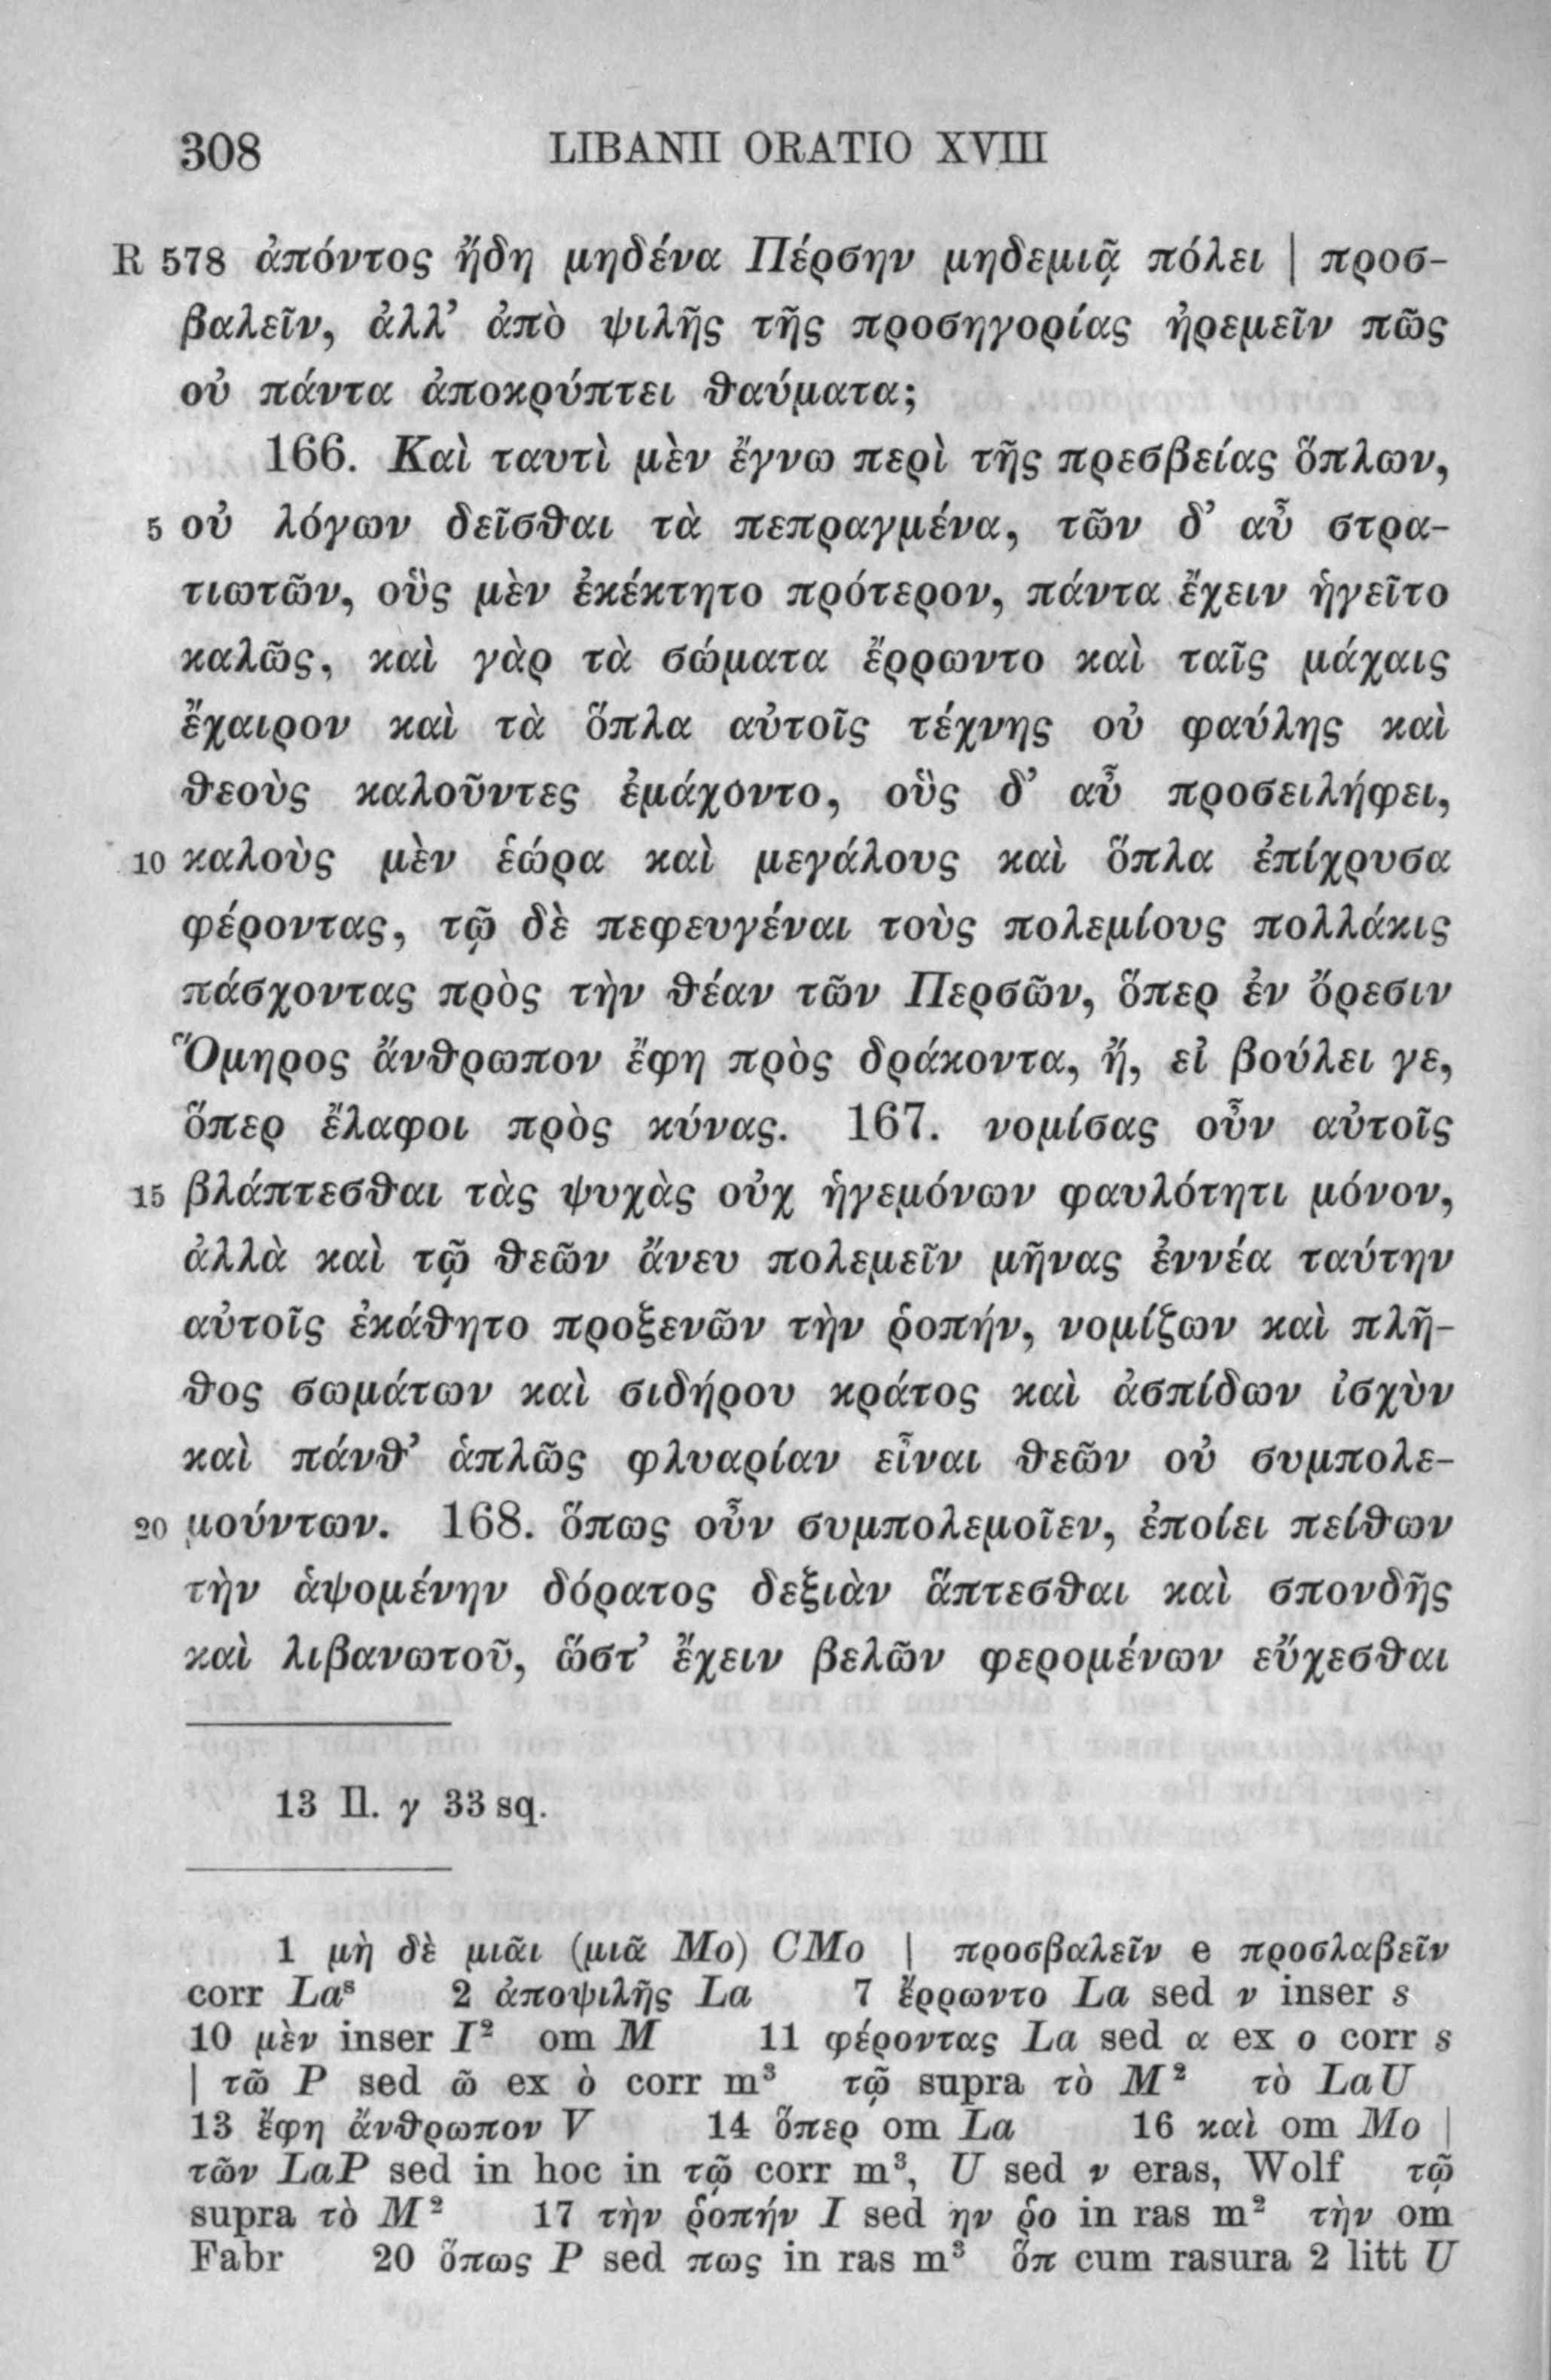 308 LIBANII ORATIO XVIII
R 578 ἀπόντος ἤδη μηδένα Πέρσην μηδεμιᾷ πόλει | προσ-
βαλεῖν, ἀλλ’ ἀπὸ ψιλῆς τῆς προσηγορίας ἠρεμεῖν πῶς
οὐ πάντα ἀποκρύπτει θαύματα;
166. Καὶ ταυτὶ μὲν ἔγνω περὶ τῆς πρεσβείας ὅπλων,
5 οὐ λόγων δεῖσθαι τὰ πεπραγμένα, τῶν δ’ αὖ στρα-
τιωτῶν, οὓς μὲν ἐκέκτητο πρότερον, πάντα ἔχειν ἡγεῖτο
καλῶς, καὶ γὰρ τὰ σώματα ἔρρωντο καὶ ταῖς μάχαις
ἔχαιρον καὶ τὰ ὅπλα αὐτοῖς τέχνης οὐ φαύλης καὶ
θεοὺς καλοῦντες ἐμάχοντο, οὓς δ’ αὖ προσειλήφει,
10 καλοὺς μὲν ἑώρα καὶ μεγάλους καὶ ὅπλα ἐπίχρυσα
φέροντας, τῷ δὲ πεφευγέναι τοὺς πολεμίους πολλάκις
πάσχοντας πρὸς τὴν θέαν τῶν Περσῶν, ὅπερ ἐν ὄρεσιν
Ὅμηρος ἄνθρωπον ἔφη πρὸς δράκοντα, ἤ, εἰ βούλει γε,
ὅπερ ἔλαφοι πρὸς κύνας. 167. νομίσας οὖν αὐτοῖς
15 βλάπτεσθαι τὰς ψυχὰς οὐχ ἡγεμόνων φαυλότητι μόνον,
ἀλλὰ καὶ τῷ θεῶν ἄνευ πολεμεῖν μῆνας ἐννέα ταύτην
αὐτοῖς ἐκάθητο προξενῶν τὴν ῥοπήν, νομίζων καὶ πλῆ-
θος σωμάτων καὶ σιδήρου κράτος καὶ ἀσπίδων ἰσχὺν
καὶ πάνθ’ ἁπλῶς φλυαρίαν εἶναι θεῶν οὐ συμπολε-
20 μούντων. 168. ὅπως οὖν συμπολεμοῖεν, ἐποίει πείθων
τὴν ἁψομένην δόρατος δεξιὰν ἅπτεσθαι καὶ σπονδῆς
καὶ λιβανωτοῦ, ὥστ’ ἔχειν βελῶν φερομένων εὔχεσθαι
13 Il. γ 33 sq.
1 μὴ δὲ μιᾶι (μιᾶ Mo) CMo | προσβαλεῖν e προσλαβεῖν
corr Laˢ 2 ἀποψιλῆς La 7 ἔρρωντο La sed ν inser s
10 μὲν inser I² om M 11 φέροντας La sed α ex ο corr s
| τῶ P sed ῶ ex ὸ corr m³ τῷ supra τὸ M² τὸ LaU
13 ἔφη ἄνθρωπον V 14 ὅπερ om La 16 καὶ om Mo |
τῶν LaP sed in hoc in τῷ corr m³, U sed ν eras, Wolf τῷ
supra τὸ M² 17 τὴν ῥοπήν I sed ην ῥο in ras m² τὴν om
Fabr 20 ὅπως P sed πως in ras m³ ὅπ cum rasura 2 litt U